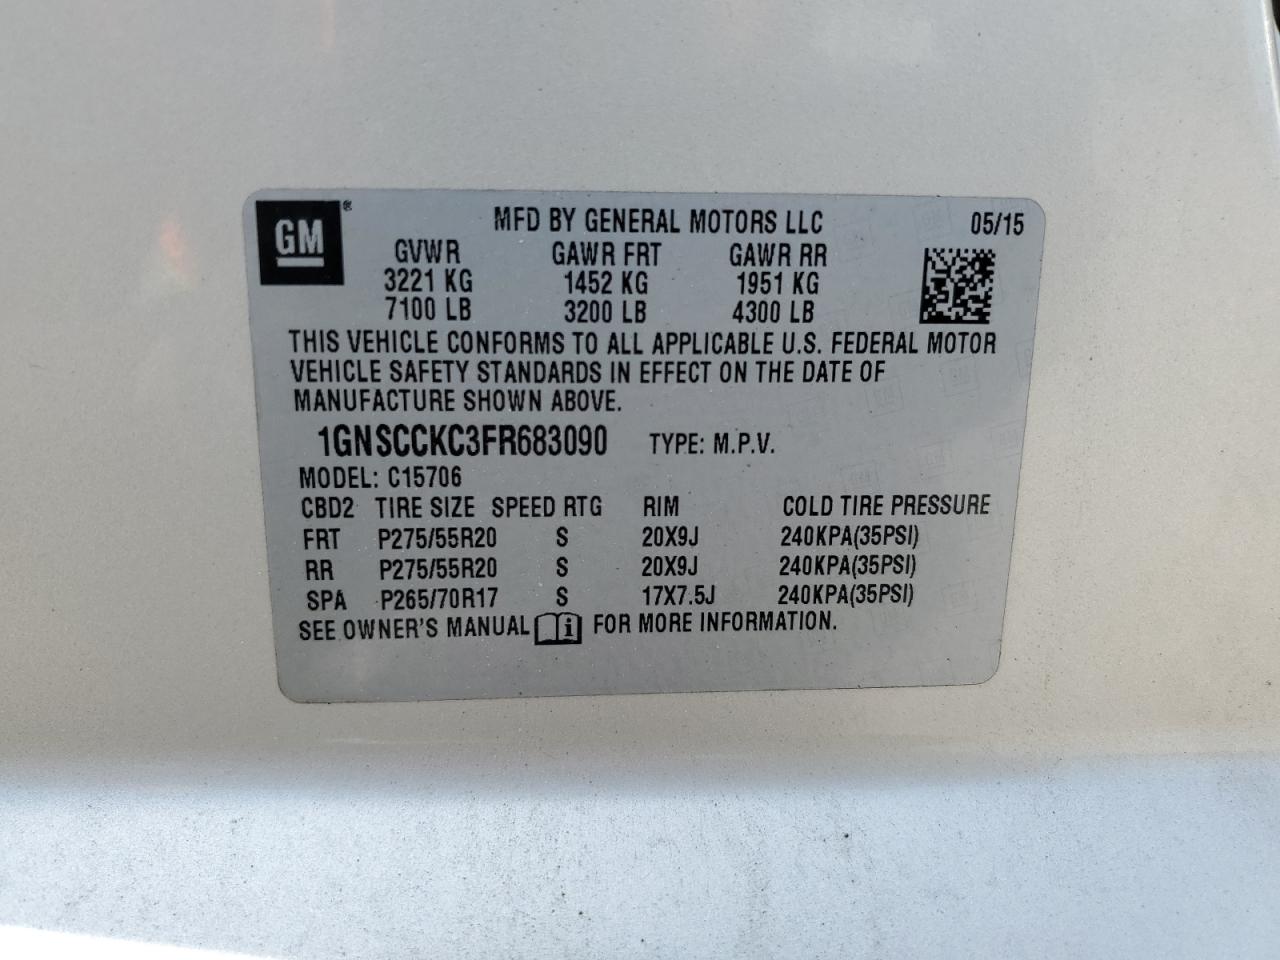 GM ® MFD BY GENERAL MOTORS LLC 05/15
GVWR GAWR FRT GAWR RR
3221 KG 1452 KG 1951 KG
7100 LB 3200 LB 4300 LB
THIS VEHICLE CONFORMS TO ALL APPLICABLE U.S. FEDERAL MOTOR
VEHICLE SAFETY STANDARDS IN EFFECT ON THE DATE OF
MANUFACTURE SHOWN ABOVE.
1GNSCCKC3FR683090 TYPE: M.P.V.
MODEL: C15706
CBD2 TIRE SIZE SPEED RTG RIM COLD TIRE PRESSURE
FRT P275/55R20 S 20X9J 240KPA(35PSI)
RR P275/55R20 S 20X9J 240KPA(35PSI)
SPA P265/70R17 S 17X7.5J 240KPA(35PSI)
SEE OWNER'S MANUAL i FOR MORE INFORMATION.